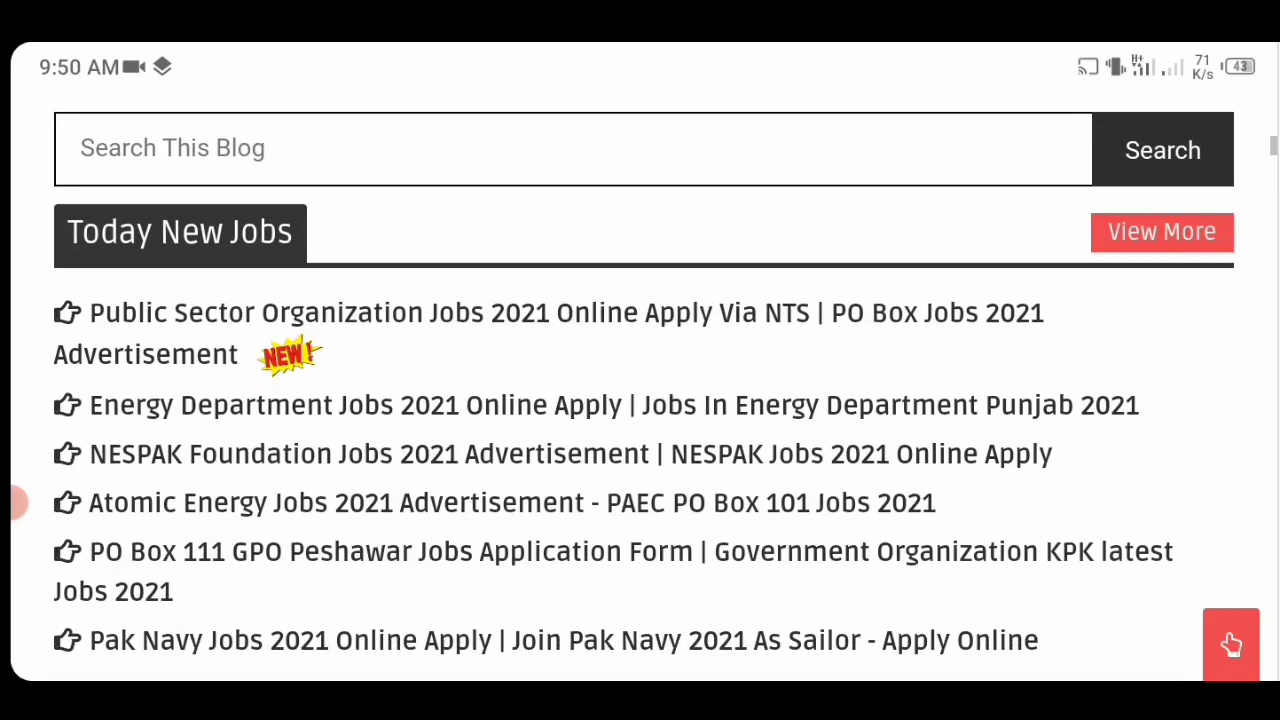 9:50 AM
H+
71
K/s
43
Search This Blog
Search
Today New Jobs
View More
Public Sector Organization Jobs 2021 Online Apply Via NTS | PO Box Jobs 2021
Advertisement NEW!
Energy Department Jobs 2021 Online Apply | Jobs In Energy Department Punjab 2021
NESPAK Foundation Jobs 2021 Advertisement | NESPAK Jobs 2021 Online Apply
Atomic Energy Jobs 2021 Advertisement - PAEC PO Box 101 Jobs 2021
PO Box 111 GPO Peshawar Jobs Application Form | Government Organization KPK latest
Jobs 2021
Pak Navy Jobs 2021 Online Apply | Join Pak Navy 2021 As Sailor - Apply Online